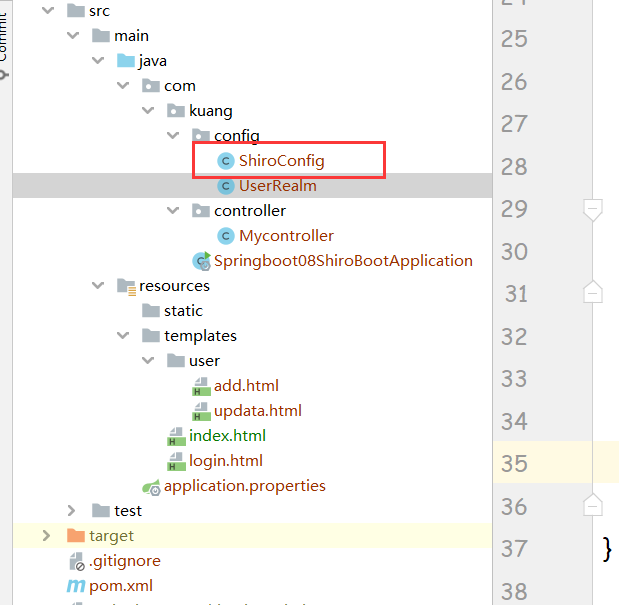 Commit
src
main
java
com
kuang
config
ShiroConfig
UserRealm
controller
Mycontroller
Springboot08ShiroBootApplication
resources
static
templates
user
add.html
updata.html
index.html
login.html
application.properties
test
target
.gitignore
pom.xml
25
26
27
28
29
30
31
32
33
34
35
36
37 }
38